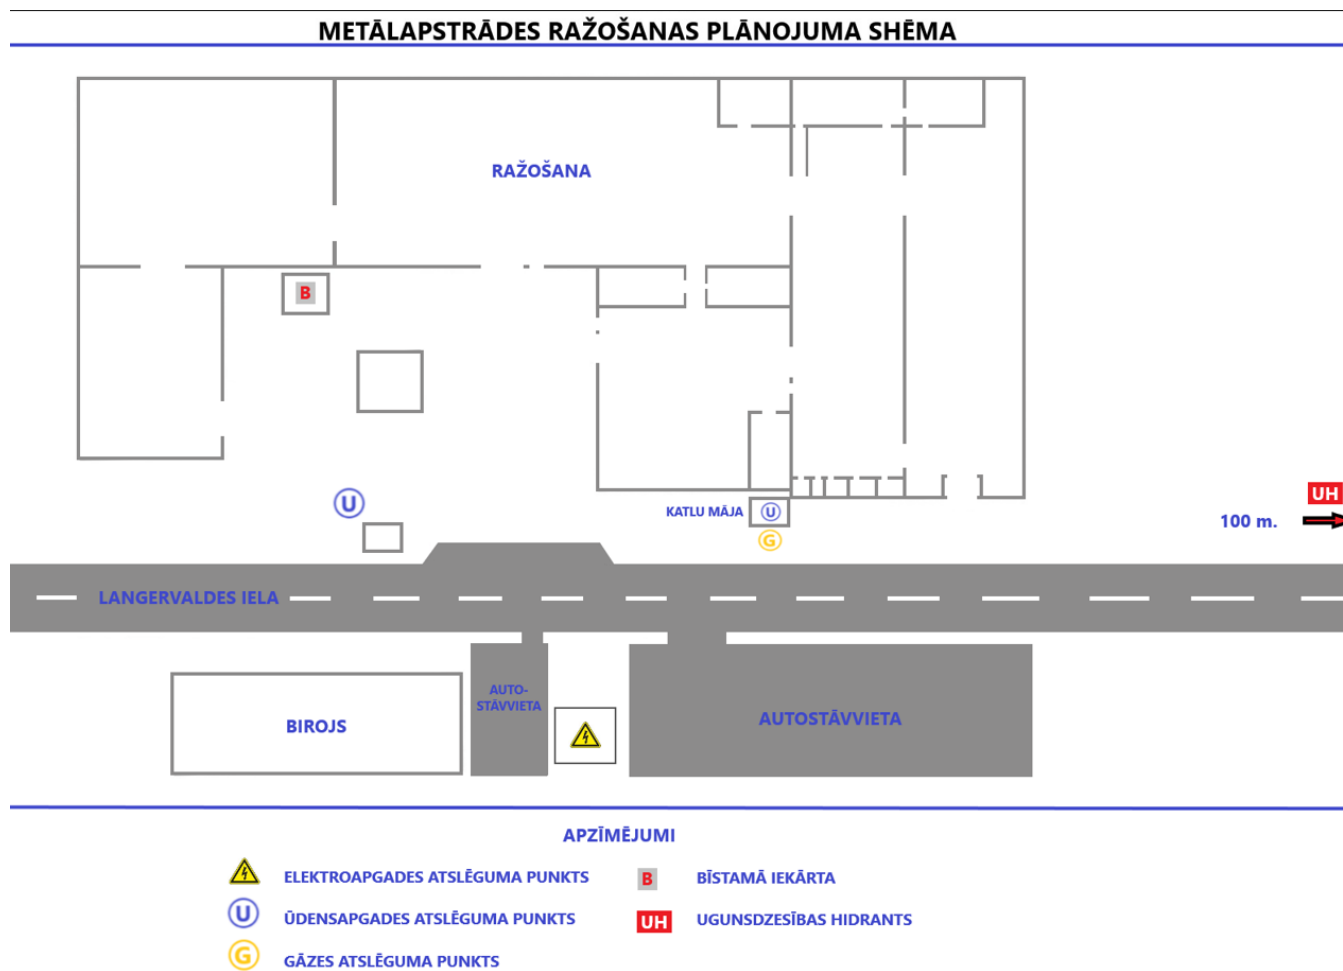 METĀLAPSTRĀDES RAŽOŠANAS PLĀNOJUMA SHĒMA
RAŽOŠANA
B
U
KATLU MĀJA
U
G
UH
100 m.
LANGERVALDES IELA
BIROJS
AUTO-
STĀVVIETA
AUTOSTĀVVIETA
APZĪMĒJUMI
ELEKTROAPGADES ATSLĒGUMA PUNKTS
B
BĪSTAMĀ IEKĀRTA
U
ŪDENSAPGADES ATSLĒGUMA PUNKTS
UH
UGUNSDZESĪBAS HIDRANTS
G
GĀZES ATSLĒGUMA PUNKTS